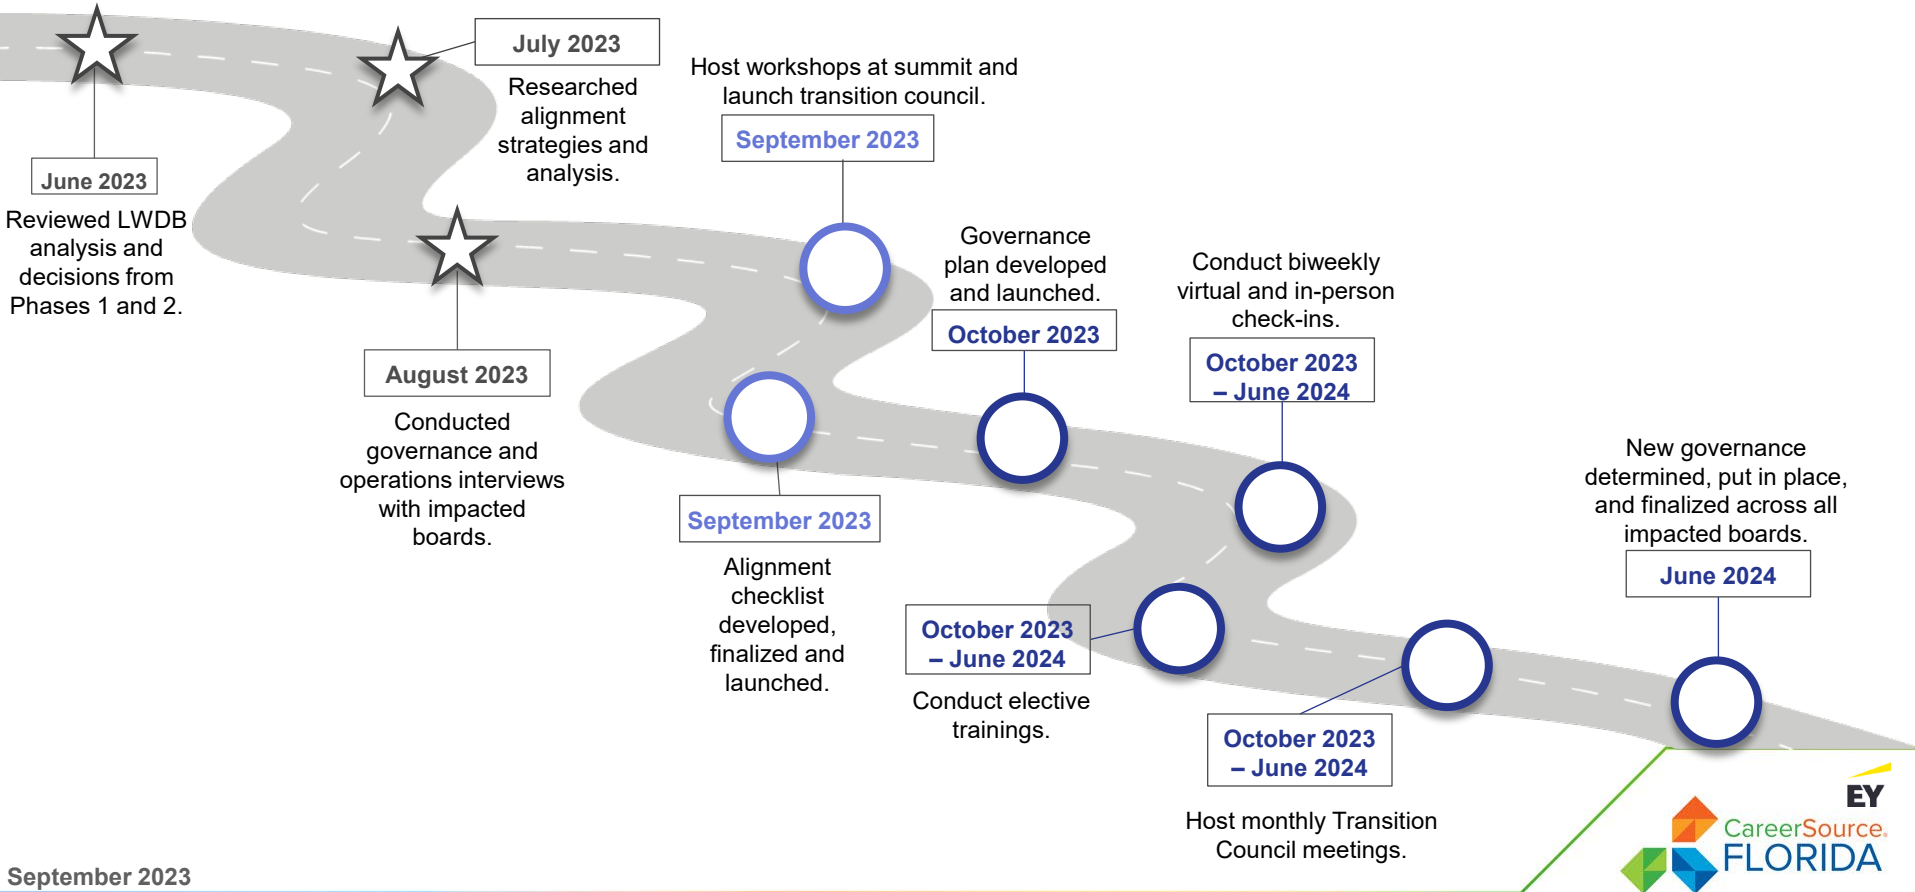 June 2023
Reviewed LWDB
analysis and
decisions from
Phases 1 and 2.
July 2023
Researched
alignment
strategies and
analysis.
August 2023
Conducted
governance and
operations interviews
with impacted
boards.
Host workshops at summit and
launch transition council.
September 2023
September 2023
Alignment
checklist
developed,
finalized and
launched.
Governance
plan developed
and launched.
October 2023
Conduct biweekly
virtual and in-person
check-ins.
October 2023
– June 2024
October 2023
– June 2024
Conduct elective
trainings.
October 2023
– June 2024
Host monthly Transition
Council meetings.
New governance
determined, put in place,
and finalized across all
impacted boards.
June 2024
EY
CareerSource
FLORIDA
September 2023